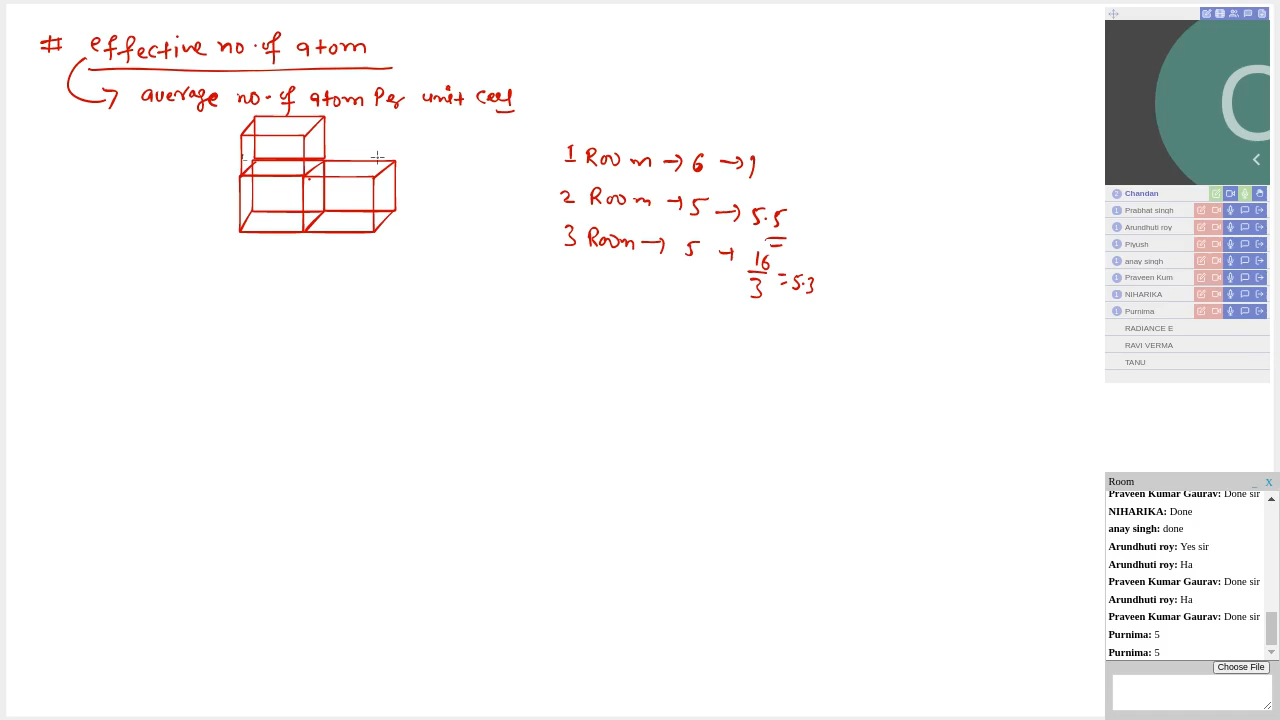 # effective no. of atom
average no. of atom Per unit cell
1 Room → 6 → 1
2 Room → 5 → 5.5
3 Room → 5 → 16/3 = 5.3
C
Chandan
Prabhat singh
Arundhuti roy
Piyush
anay singh
Praveen Kum
NIHARIKA
Purnima
RADIANCE E
RAVI VERMA
TANU
Room _ X
Praveen Kumar Gaurav: Done sir
NIHARIKA: Done
anay singh: done
Arundhuti roy: Yes sir
Arundhuti roy: Ha
Praveen Kumar Gaurav: Done sir
Arundhuti roy: Ha
Praveen Kumar Gaurav: Done sir
Purnima: 5
Purnima: 5
Choose File